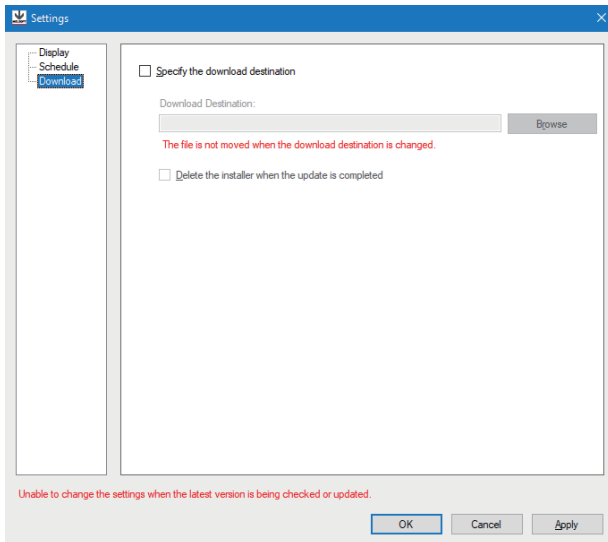 Settings
Display
Schedule
Download
Specify the download destination
Download Destination:
Browse
The file is not moved when the download destination is changed.
Delete the installer when the update is completed
Unable to change the settings when the latest version is being checked or updated.
OK
Cancel
Apply